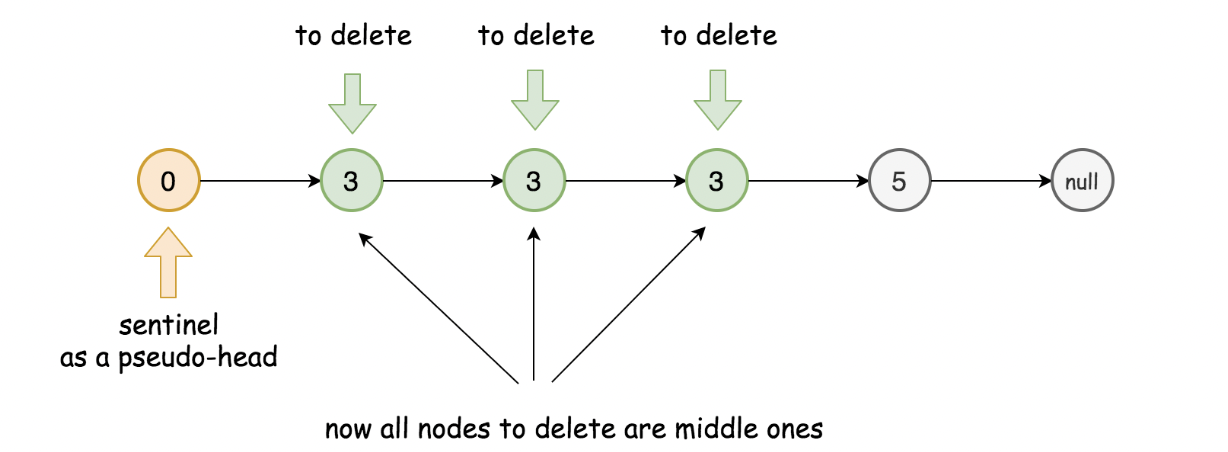 to delete to delete to delete
0 3 3 3 5 null
sentinel
as a pseudo-head
now all nodes to delete are middle ones